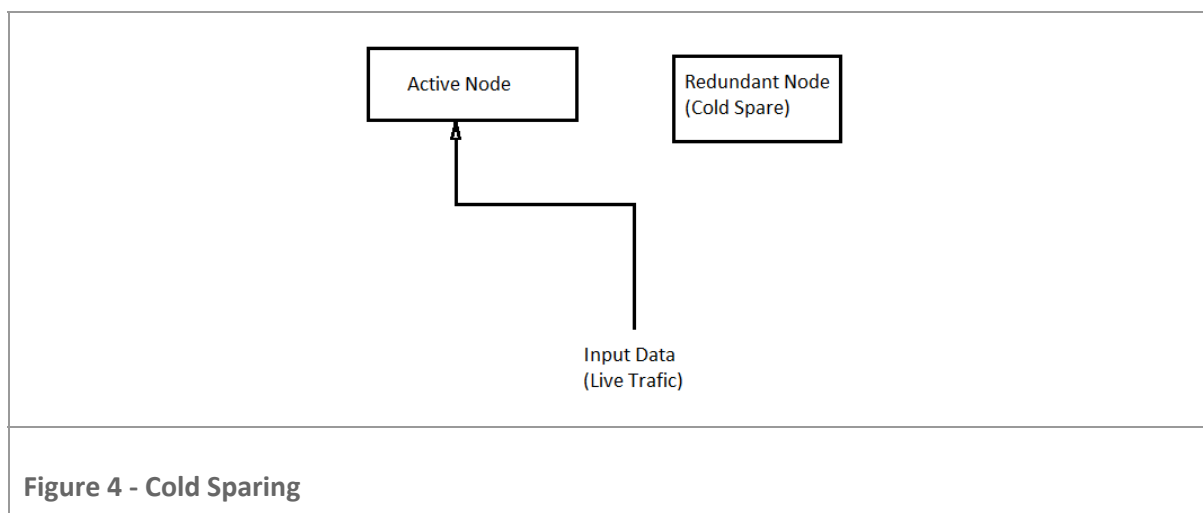 Active Node
Redundant Node
(Cold Spare)
Input Data
(Live Trafic)
Figure 4 - Cold Sparing